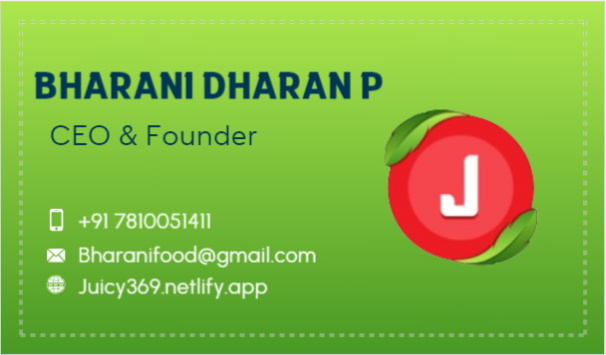 BHARANI DHARAN P
CEO & Founder
J
+91 7810051411
Bharanifood@gmail.com
Juicy369.netlify.app